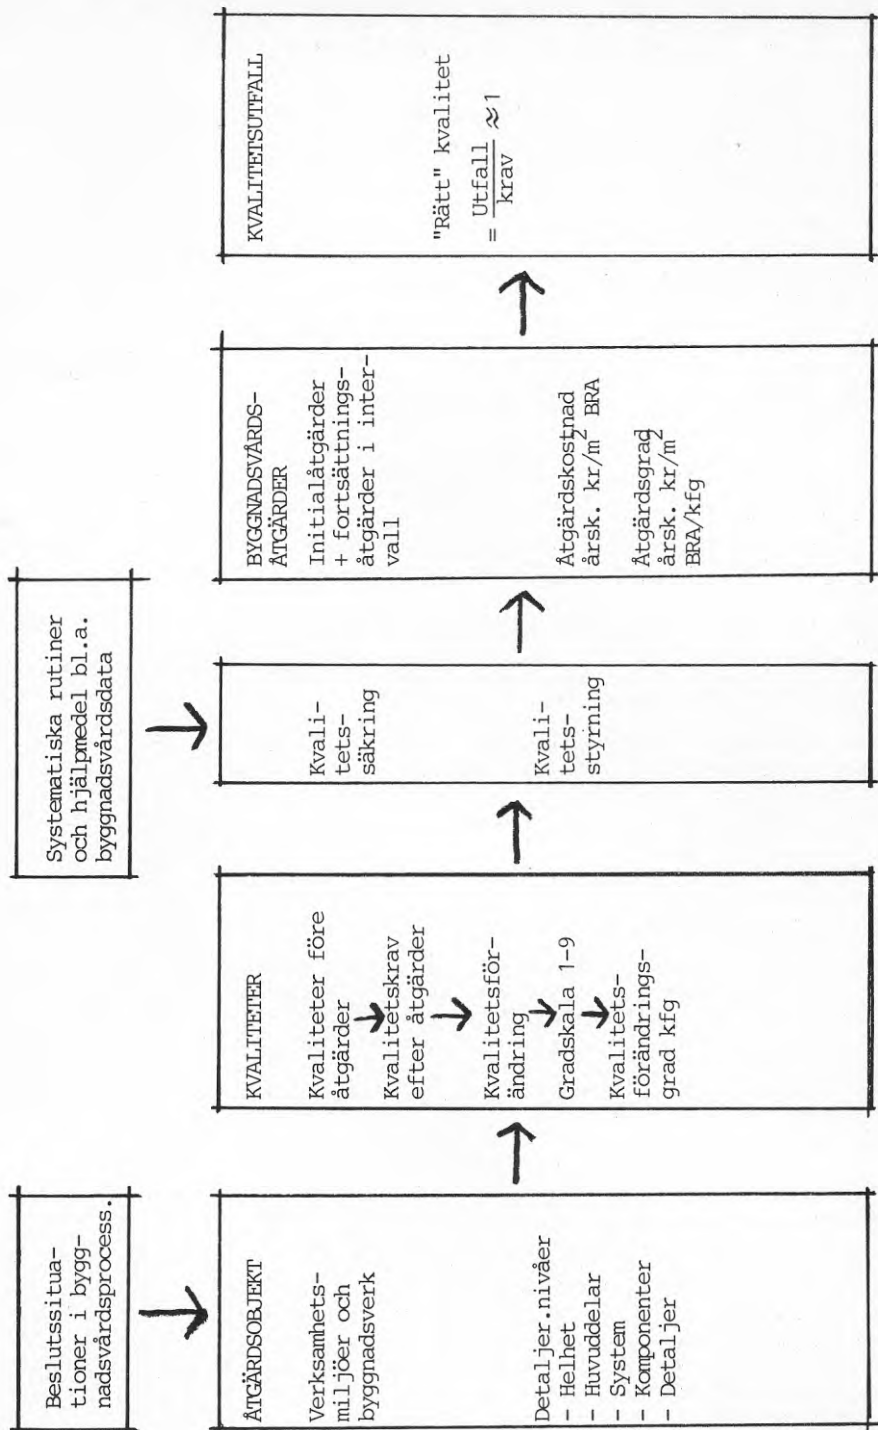 Beslutssitua-
tioner i bygg-
nadsvårdsprocess.
Systematiska rutiner
och hjälpmedel bl.a.
byggnadsvårdsdata
ÅTGÄRDSOBJEKT
Verksamhets-
miljöer och
byggnadsverk
Detaljer.nivåer
- Helhet
- Huvuddelar
- System
- Komponenter
- Detaljer
KVALITETER
Kvaliteter före
åtgärder
Kvalitetskrav
efter åtgärder
Kvalitetsför-
ändring
Gradskala 1-9
Kvalitets-
förändrings-
grad kfg
Kvali-
tets-
säkring
Kvali-
tets-
styrning
BYGGNADSVÅRDS-
ÅTGÄRDER
Initialåtgärder
+ fortsättnings-
åtgärder i inter-
vall
Åtgärdskostnad
årsk. kr/m² BRA
Åtgärdsgrad
årsk. kr/m²
BRA/kfg
KVALITETSUTFALL
"Rätt" kvalitet
= Utfall ≈ 1
krav